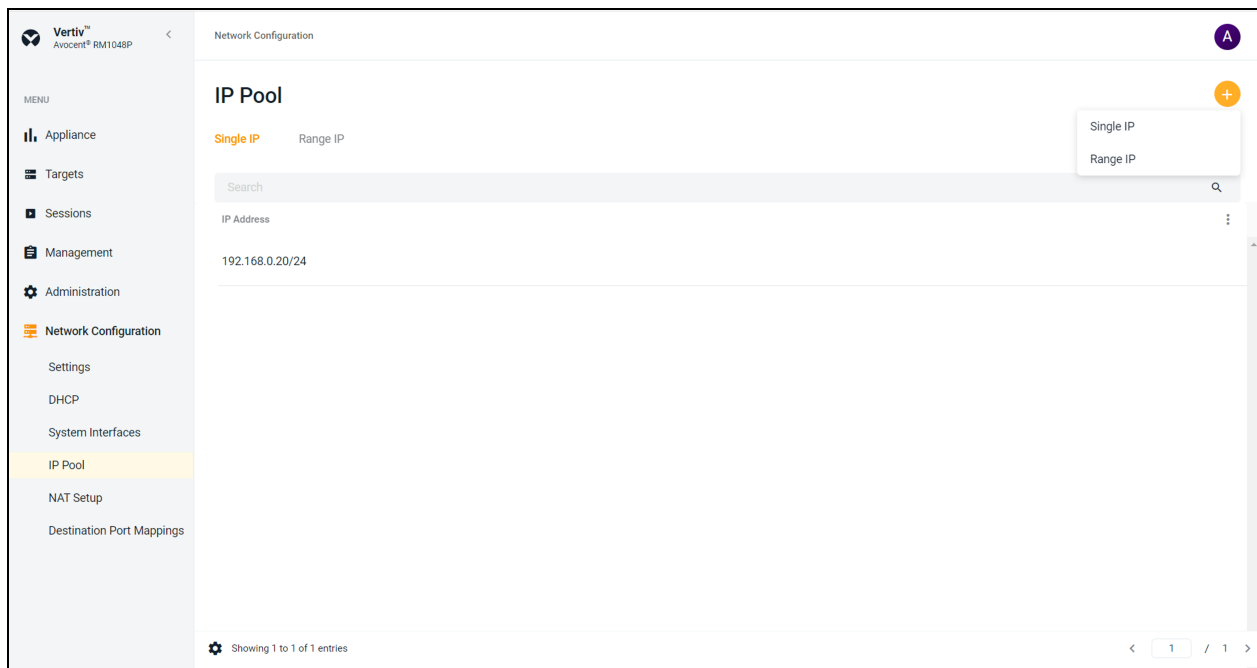 Vertiv™
Avocent® RM1048P
Network Configuration
A
MENU
IP Pool
+
Single IP
Range IP
Single IP
Range IP
Search
IP Address
192.168.0.20/24
Appliance
Targets
Sessions
Management
Administration
Network Configuration
Settings
DHCP
System Interfaces
IP Pool
NAT Setup
Destination Port Mappings
Showing 1 to 1 of 1 entries
1 / 1